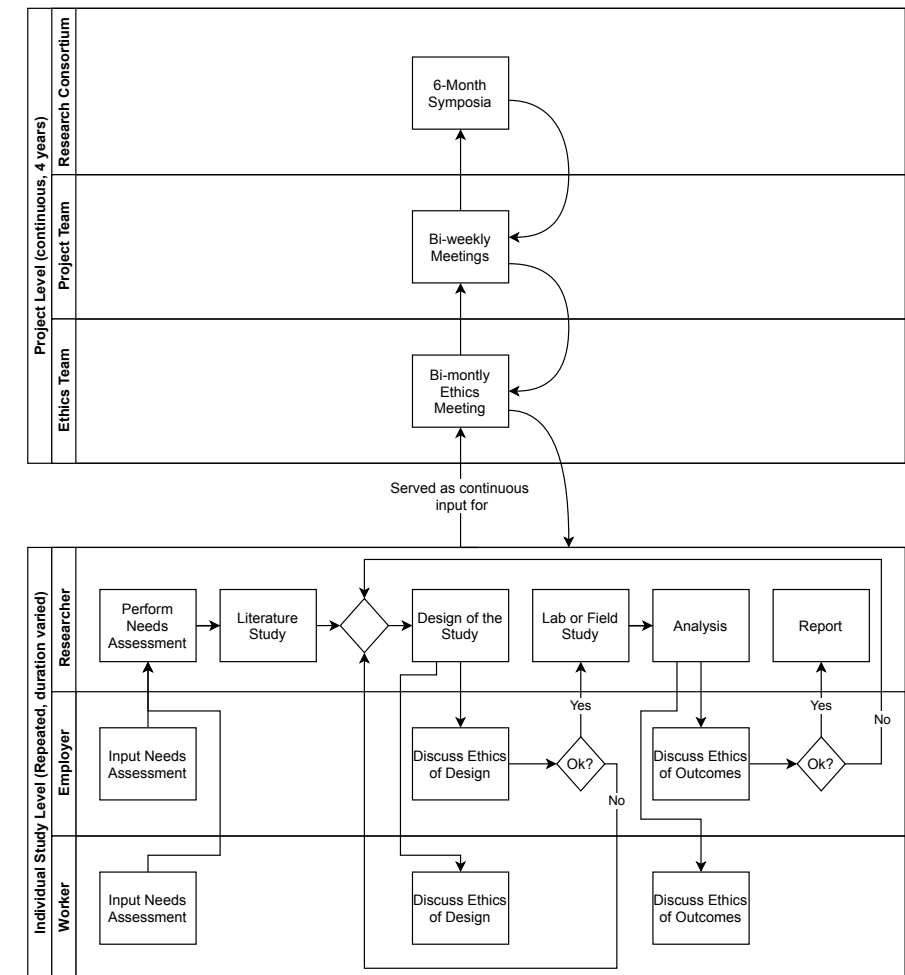 Project Level (continuous, 4 years)
Research Consortium
6-Month
Symposia
Project Team
Bi-weekly
Meetings
Ethics Team
Bi-montly
Ethics
Meeting
Served as continuous
input for
Individual Study Level (Repeated, duration varied)
Researcher
Perform
Needs
Assessment
Literature
Study
Design of the
Study
Lab or Field
Study
Analysis
Report
Yes
Yes
No
Employer
Input Needs
Assessment
Discuss Ethics
of Design
Ok?
No
Discuss Ethics
of Outcomes
Ok?
Worker
Input Needs
Assessment
Discuss Ethics
of Design
Discuss Ethics
of Outcomes